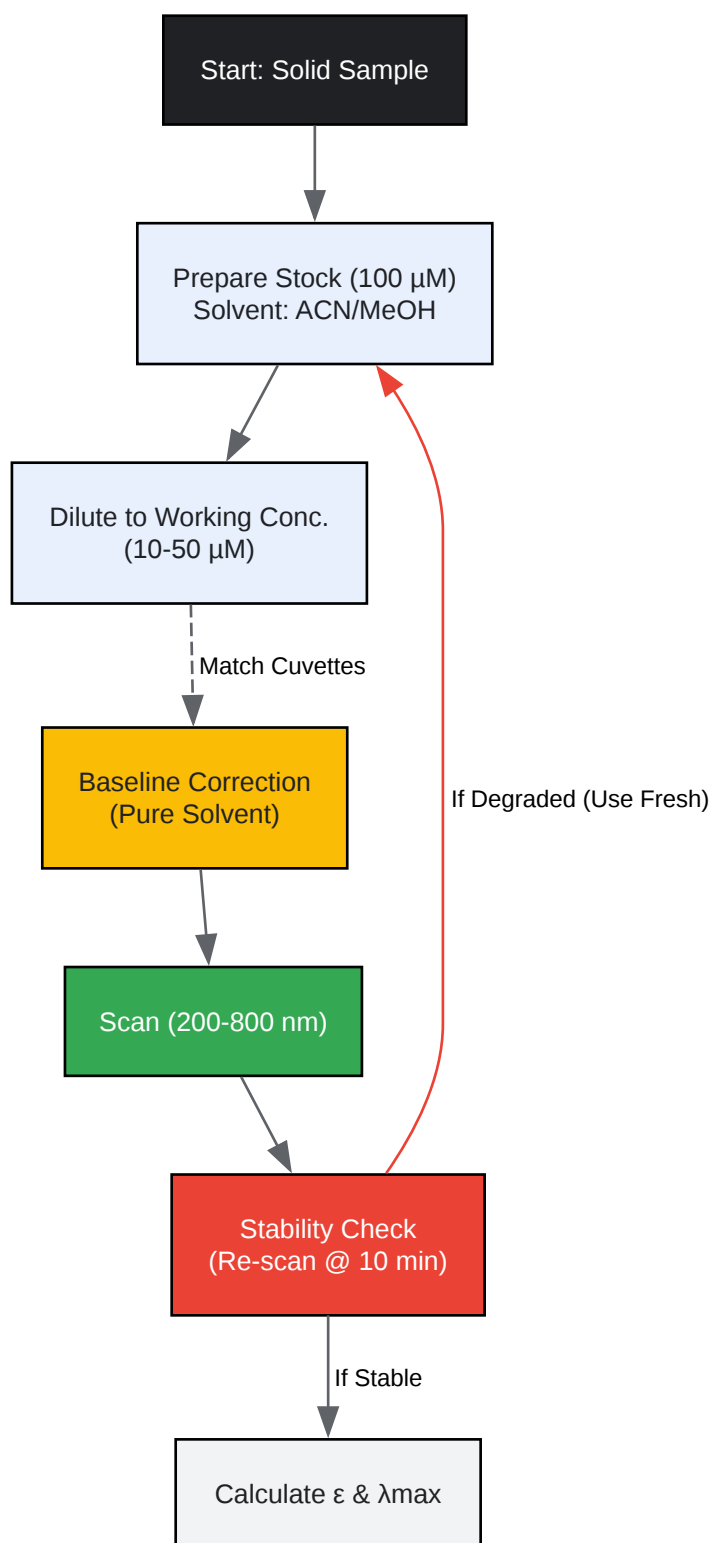 Start: Solid Sample
Prepare Stock (100 µM)
Solvent: ACN/MeOH
Dilute to Working Conc.
(10-50 µM)
Match Cuvettes
Baseline Correction
(Pure Solvent)
If Degraded (Use Fresh)
Scan (200-800 nm)
Stability Check
(Re-scan @ 10 min)
If Stable
Calculate ε & λmax